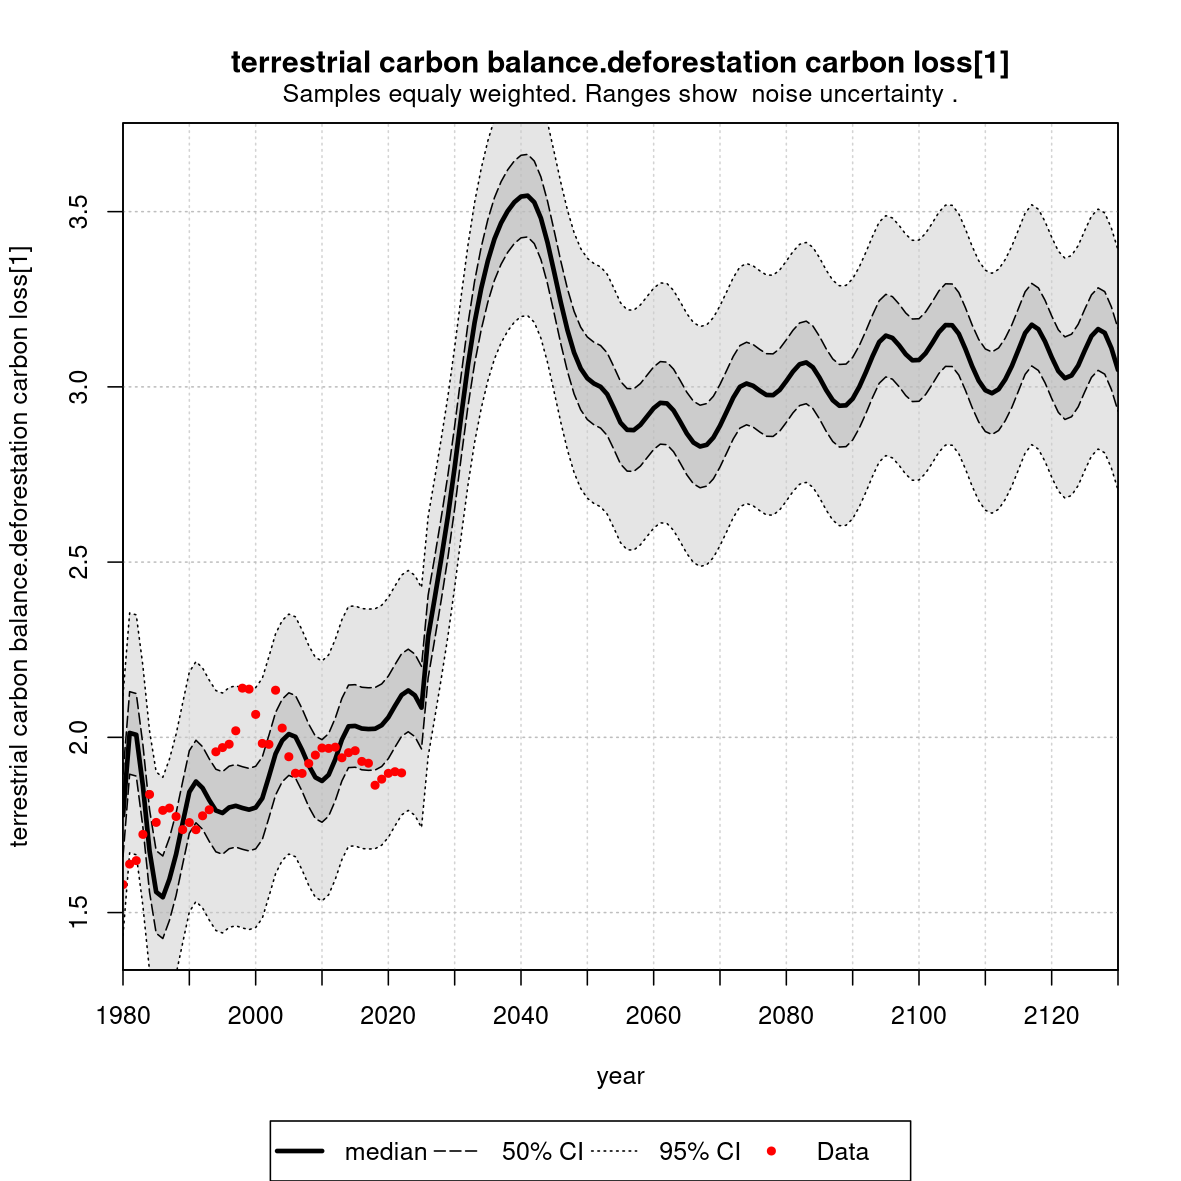 terrestrial carbon balance.deforestation carbon loss[1]
Samples equaly weighted. Ranges show  noise uncertainty .
terrestrial carbon balance.deforestation carbon loss[1]
3.5
3.0
2.5
2.0
1.5
1980 2000 2020 2040 2060 2080 2100 2120
year
median 50% CI 95% CI Data